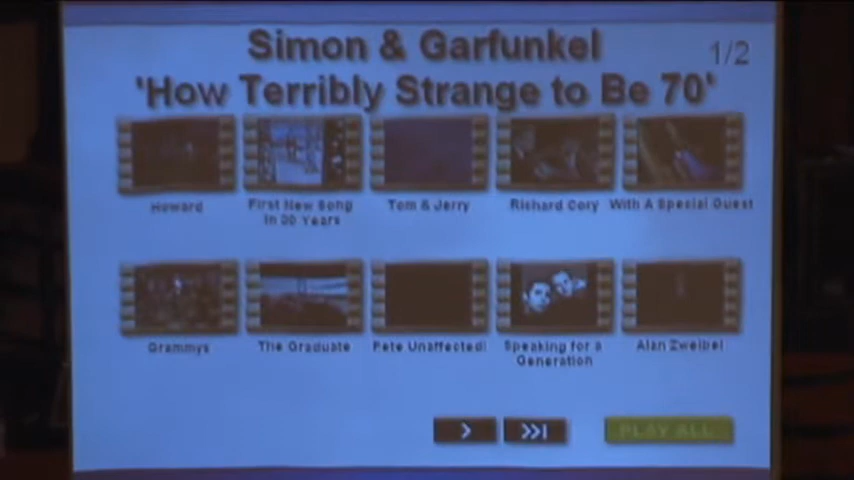 Simon & Garfunkel
1/2
'How Terribly Strange to Be 70'
Howard
First New Song
In 20 Years
Tom & Jerry
Richard Cory
With A Special Guest
Grammys
The Graduate
Pete Unaffected!
Speaking for a
Generation
Alan Zweibel
PLAY ALL